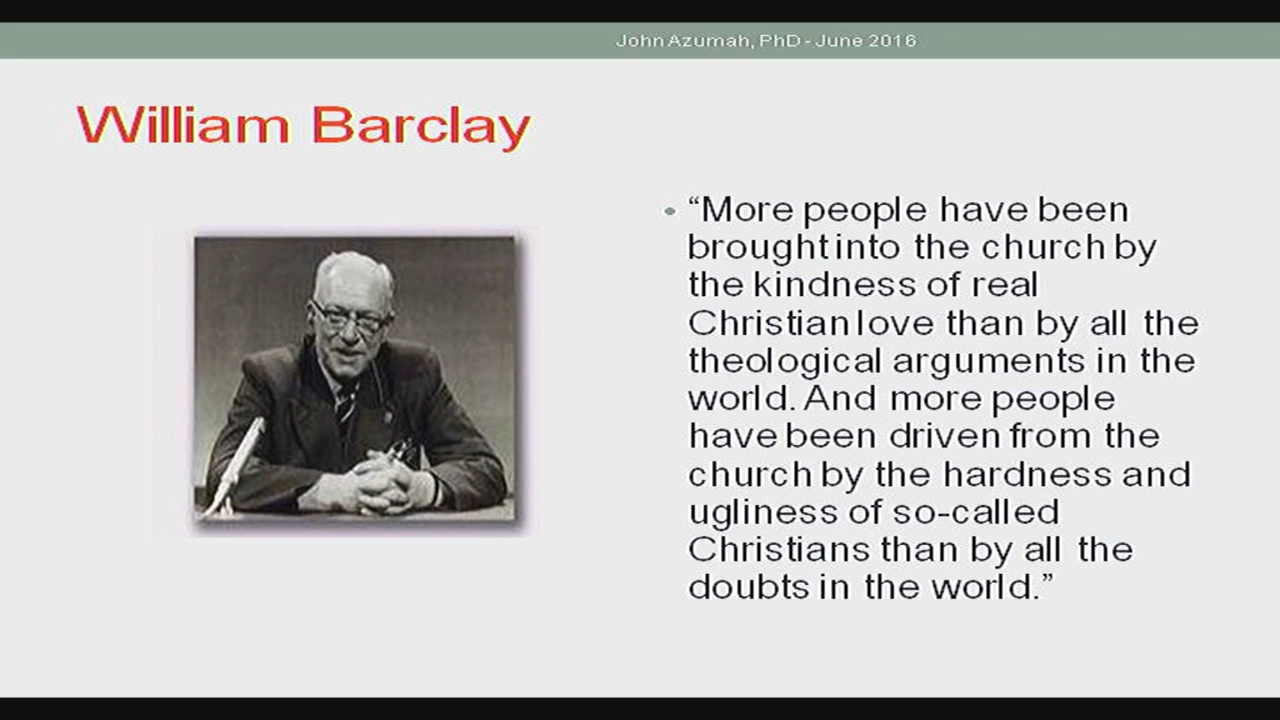 John Azumah, PhD - June 2016
William Barclay
• “More people have been
brought into the church by
the kindness of real
Christian love than by all the
theological arguments in the
world. And more people
have been driven from the
church by the hardness and
ugliness of so-called
Christians than by all the
doubts in the world.”